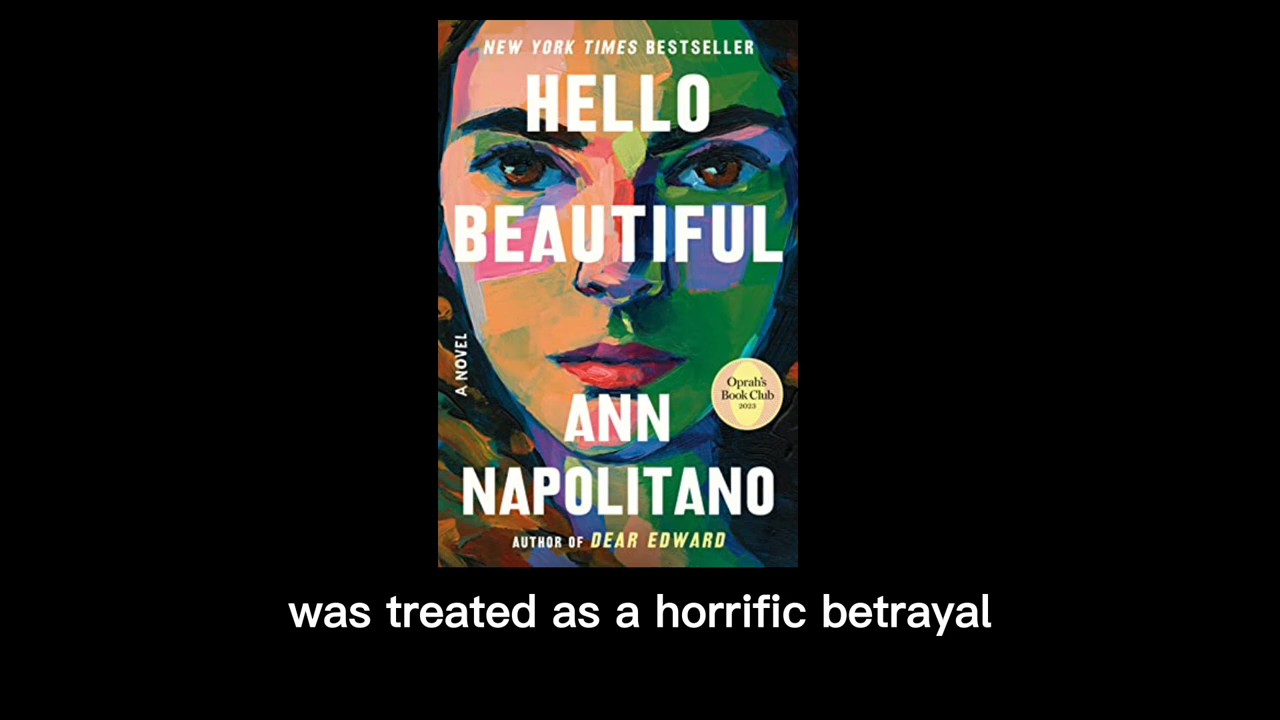 NEW YORK TIMES BESTSELLER
HELLO
BEAUTIFUL
A NOVEL
Oprah's
Book Club
2023
ANN
NAPOLITANO
AUTHOR OF DEAR EDWARD
was treated as a horrific betrayal